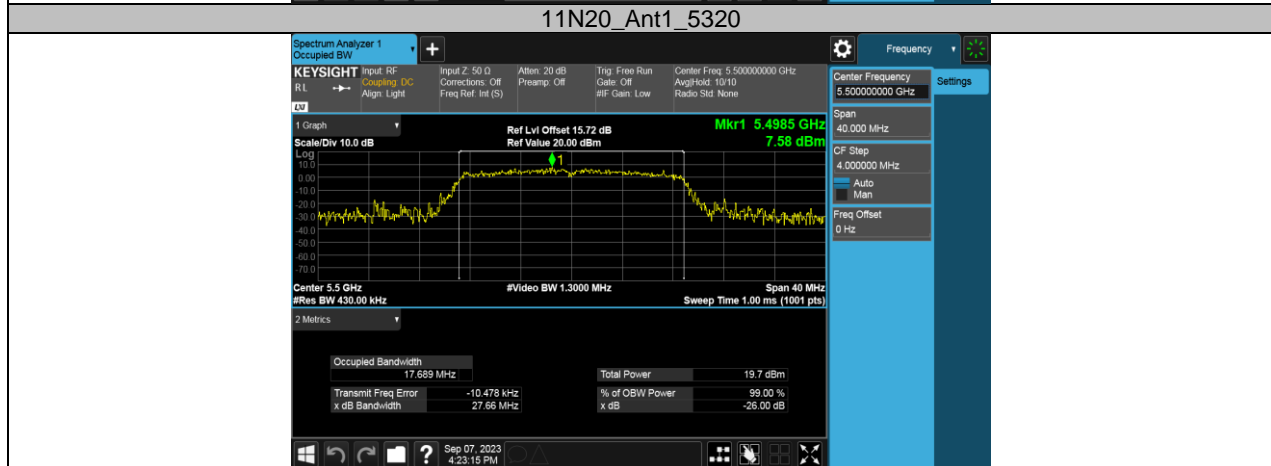 11N20_Ant1_5320
Spectrum Analyzer 1
Occupied BW
+
Frequency
KEYSIGHT
RL
LXI
Input: RF
Coupling: DC
Align: Light
Input Z: 50 Ω
Corrections: Off
Freq Ref: Int (S)
Atten: 20 dB
Preamp: Off
Trig: Free Run
Gate: Off
#IF Gain: Low
Center Freq: 5.500000000 GHz
Avg|Hold: 10/10
Radio Std: None
Center Frequency
5.500000000 GHz
Settings
Span
40.000 MHz
CF Step
4.000000 MHz
Auto
Man
Freq Offset
0 Hz
1 Graph
Scale/Div 10.0 dB
Ref Lvl Offset 15.72 dB
Ref Value 20.00 dBm
Mkr1 5.4985 GHz
7.58 dBm
Log
1
10.0
0.00
-10.0
-20.0
-30.0
-40.0
-50.0
-60.0
-70.0
Center 5.5 GHz
#Res BW 430.00 kHz
#Video BW 1.3000 MHz
Span 40 MHz
Sweep Time 1.00 ms (1001 pts)
2 Metrics
Occupied Bandwidth
17.689 MHz
Total Power 19.7 dBm
Transmit Freq Error -10.478 kHz
% of OBW Power 99.00 %
x dB Bandwidth 27.66 MHz
x dB -26.00 dB
?
Sep 07, 2023
4:23:15 PM